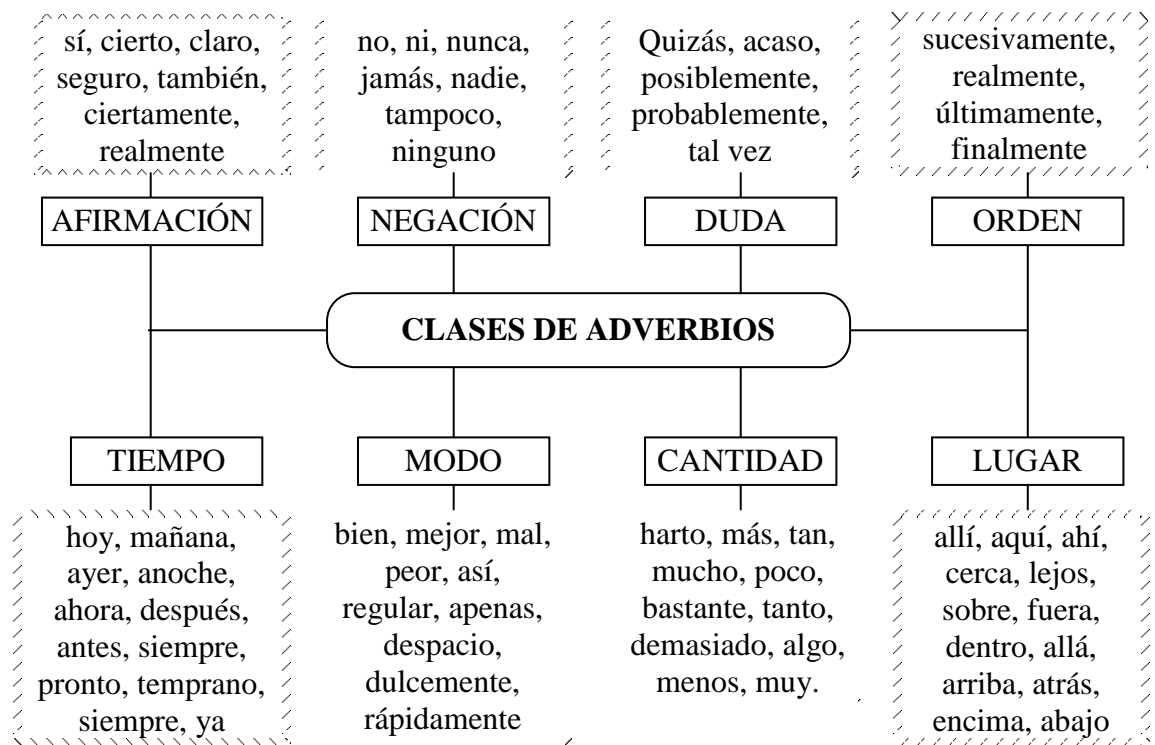 sí, cierto, claro,
seguro, también,
ciertamente,
realmente
no, ni, nunca,
jamás, nadie,
tampoco,
ninguno
Quizás, acaso,
posiblemente,
probablemente,
tal vez
sucesivamente,
realmente,
últimamente,
finalmente
AFIRMACIÓN
NEGACIÓN
DUDA
ORDEN
CLASES DE ADVERBIOS
TIEMPO
MODO
CANTIDAD
LUGAR
hoy, mañana,
ayer, anoche,
ahora, después,
antes, siempre,
pronto, temprano,
siempre, ya
bien, mejor, mal,
peor, así,
regular, apenas,
despacio,
dulcemente,
rápidamente
harto, más, tan,
mucho, poco,
bastante, tanto,
demasiado, algo,
menos, muy.
allí, aquí, ahí,
cerca, lejos,
sobre, fuera,
dentro, allá,
arriba, atrás,
encima, abajo